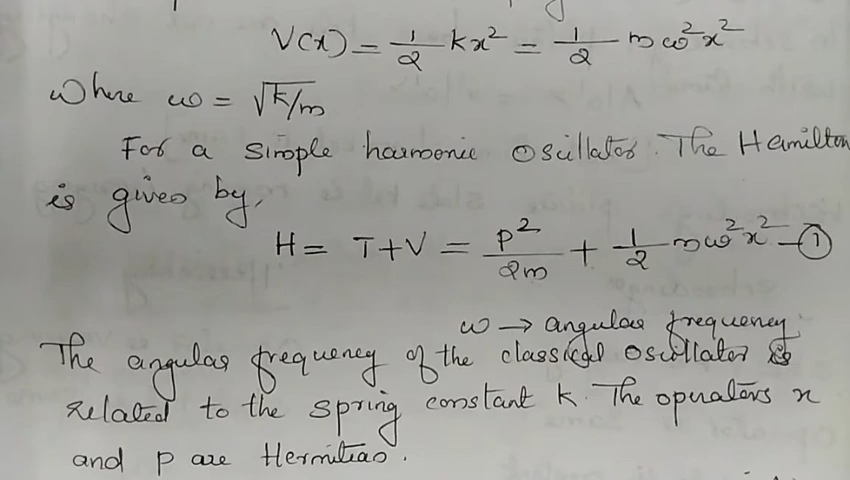 V(x) = 1/2 kx² = 1/2 mω²x²
Where ω = √k/m
For a simple harmonic oscillator. The Hamilton
is given by,
H = T+V = P²/2m + 1/2 mω²x² — ①
ω → angular frequency.
The angular frequency of the classical oscillator is
related to the spring constant k. The operators x
and p are Hermitian.